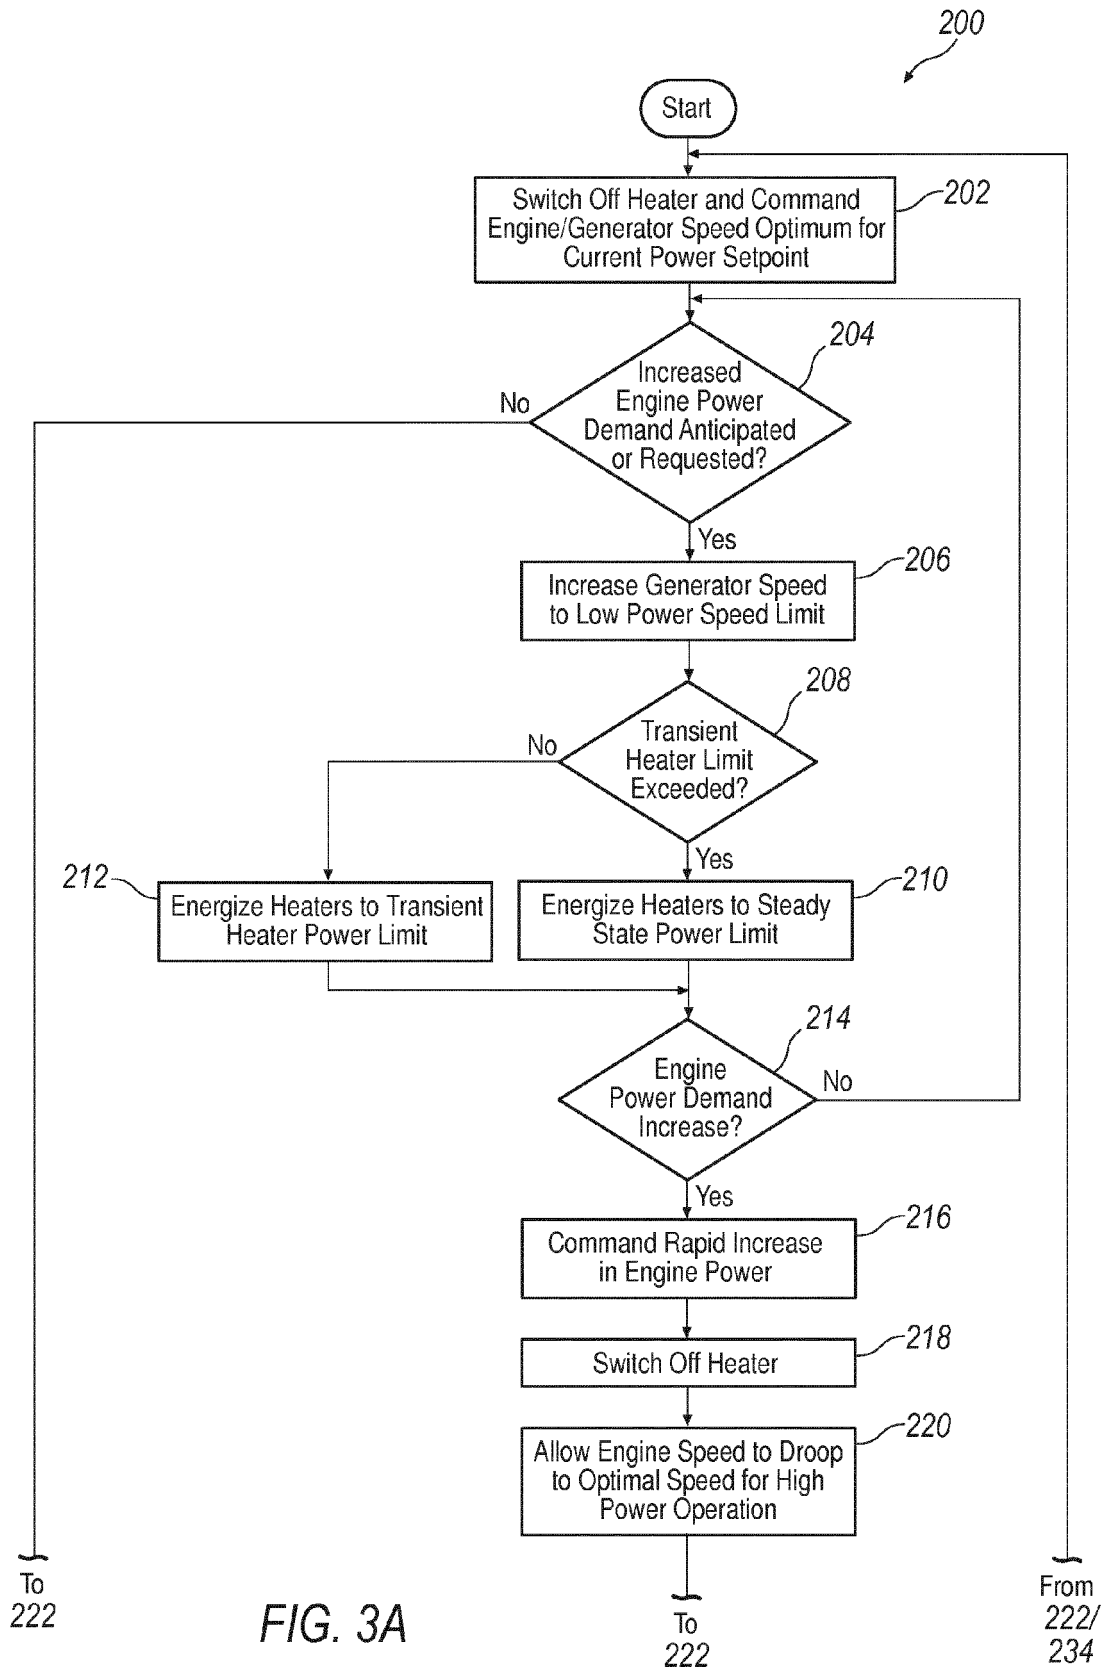 200
Start
Switch Off Heater and Command
Engine/Generator Speed Optimum for
Current Power Setpoint
202
204
Increased
Engine Power
Demand Anticipated
or Requested?
No
Yes
206
Increase Generator Speed
to Low Power Speed Limit
208
Transient
Heater Limit
Exceeded?
No
Yes
212
Energize Heaters to Transient
Heater Power Limit
210
Energize Heaters to Steady
State Power Limit
214
Engine
Power Demand
Increase?
No
Yes
216
Command Rapid Increase
in Engine Power
218
Switch Off Heater
220
Allow Engine Speed to Droop
to Optimal Speed for High
Power Operation
To
222
FIG. 3A
To
222
From
222/
234